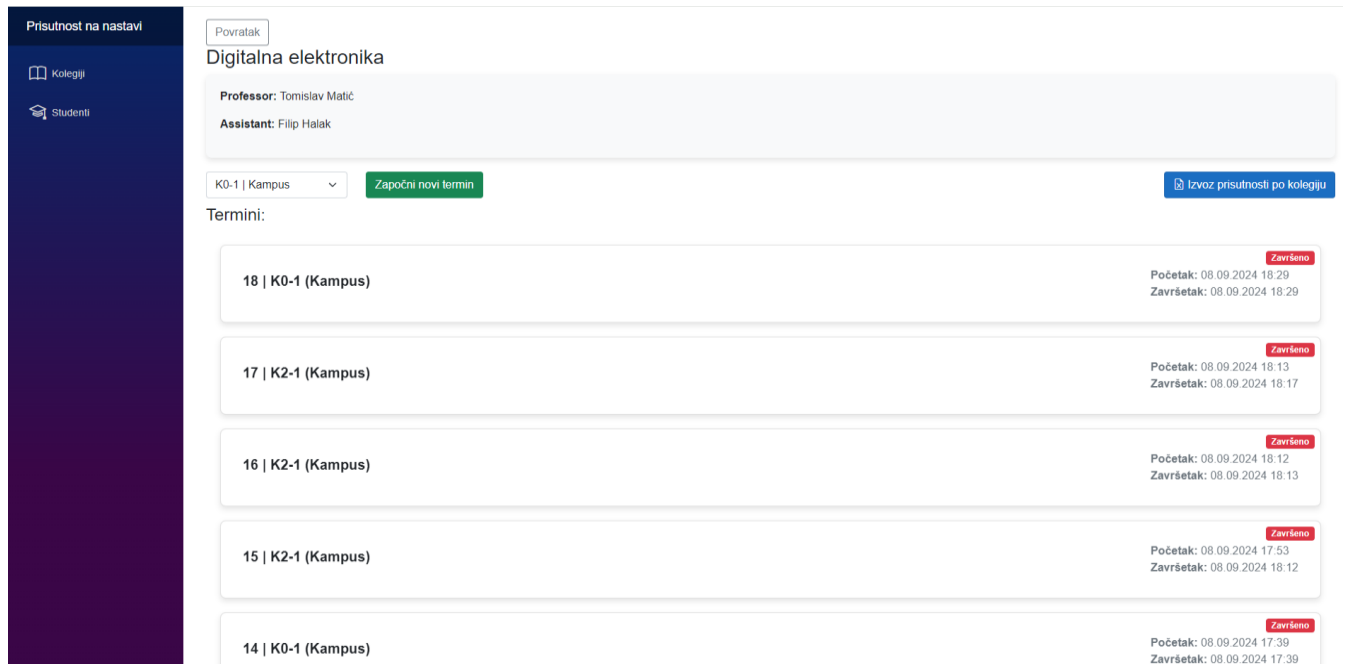 Prisutnost na nastavi
Kolegiji
Studenti
Povratak
Digitalna elektronika
Professor: Tomislav Matić
Assistant: Filip Halak
K0-1 | Kampus
Započni novi termin
Izvoz prisutnosti po kolegiju
Termini:
Završeno
18 | K0-1 (Kampus)
Početak: 08.09.2024 18:29
Završetak: 08.09.2024 18:29
Završeno
17 | K2-1 (Kampus)
Početak: 08.09.2024 18:13
Završetak: 08.09.2024 18:17
Završeno
16 | K2-1 (Kampus)
Početak: 08.09.2024 18:12
Završetak: 08.09.2024 18:13
Završeno
15 | K2-1 (Kampus)
Početak: 08.09.2024 17:53
Završetak: 08.09.2024 18:12
Završeno
14 | K0-1 (Kampus)
Početak: 08.09.2024 17:39
Završetak: 08.09.2024 17:39